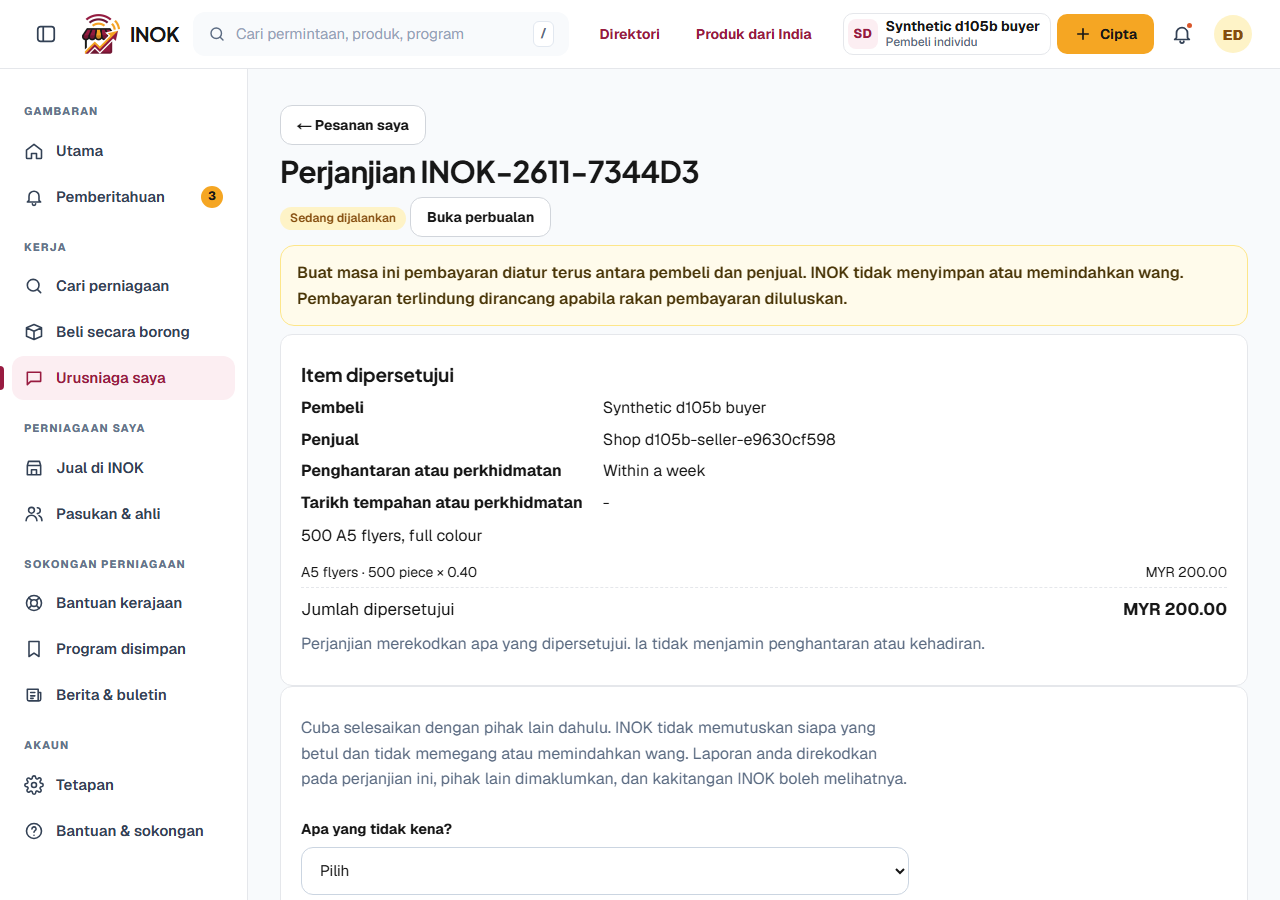 INOK
Cari permintaan, produk, program
/
Direktori
Produk dari India
SD
Synthetic d105b buyer
Pembeli individu
+ Cipta
ED
GAMBARAN
Utama
Pemberitahuan
3
KERJA
Cari perniagaan
Beli secara borong
Urusniaga saya
PERNIAGAAN SAYA
Jual di INOK
Pasukan & ahli
SOKONGAN PERNIAGAAN
Bantuan kerajaan
Program disimpan
Berita & buletin
AKAUN
Tetapan
Bantuan & sokongan
← Pesanan saya
Perjanjian INOK-2611-7344D3
Sedang dijalankan
Buka perbualan
Buat masa ini pembayaran diatur terus antara pembeli dan penjual. INOK tidak menyimpan atau memindahkan wang.
Pembayaran terlindung dirancang apabila rakan pembayaran diluluskan.
Item dipersetujui
Pembeli Synthetic d105b buyer
Penjual Shop d105b-seller-e9630cf598
Penghantaran atau perkhidmatan Within a week
Tarikh tempahan atau perkhidmatan -
500 A5 flyers, full colour
A5 flyers · 500 piece × 0.40 MYR 200.00
Jumlah dipersetujui MYR 200.00
Perjanjian merekodkan apa yang dipersetujui. Ia tidak menjamin penghantaran atau kehadiran.
Cuba selesaikan dengan pihak lain dahulu. INOK tidak memutuskan siapa yang
betul dan tidak memegang atau memindahkan wang. Laporan anda direkodkan
pada perjanjian ini, pihak lain dimaklumkan, dan kakitangan INOK boleh melihatnya.
Apa yang tidak kena?
Pilih